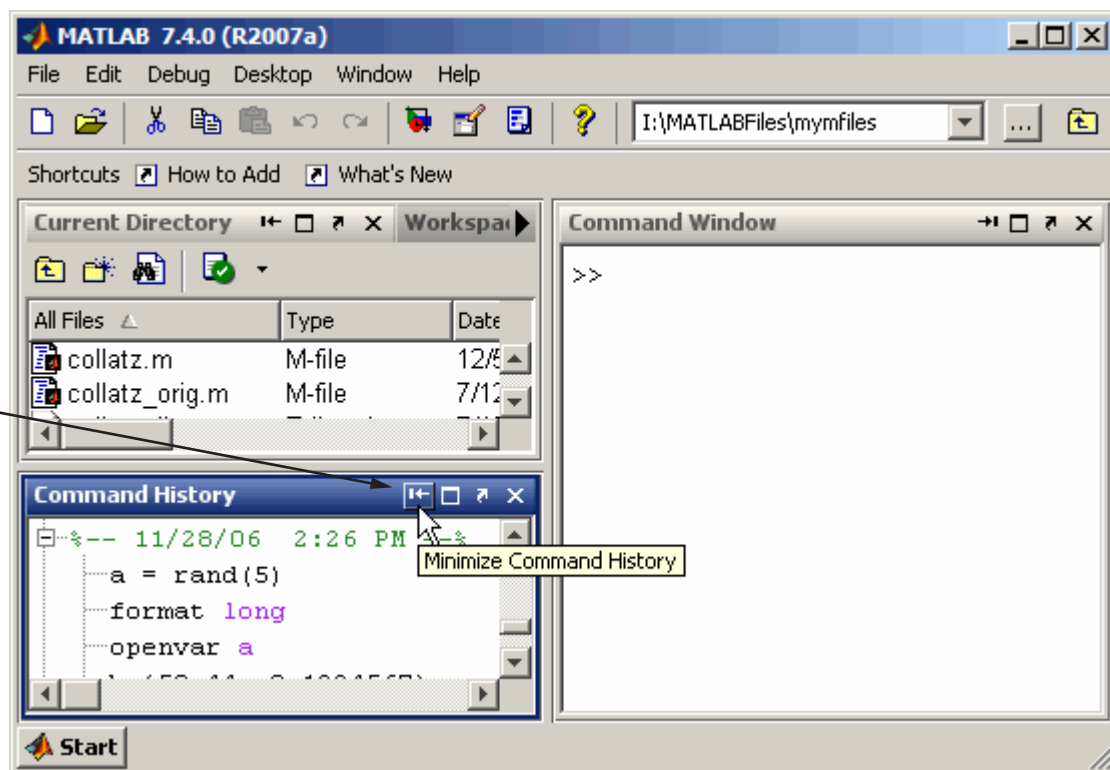 MATLAB 7.4.0 (R2007a)
File Edit Debug Desktop Window Help
I:\MATLABFiles\mymfiles ...
Shortcuts How to Add What's New
Current Directory
Command Window
>>
All Files Type Date
collatz.m M-file
collatz_orig.m M-file
Command History
%-- 11/28/06 2:26 PM
Minimize Command History
a = rand(5)
format long
openvar a
Start